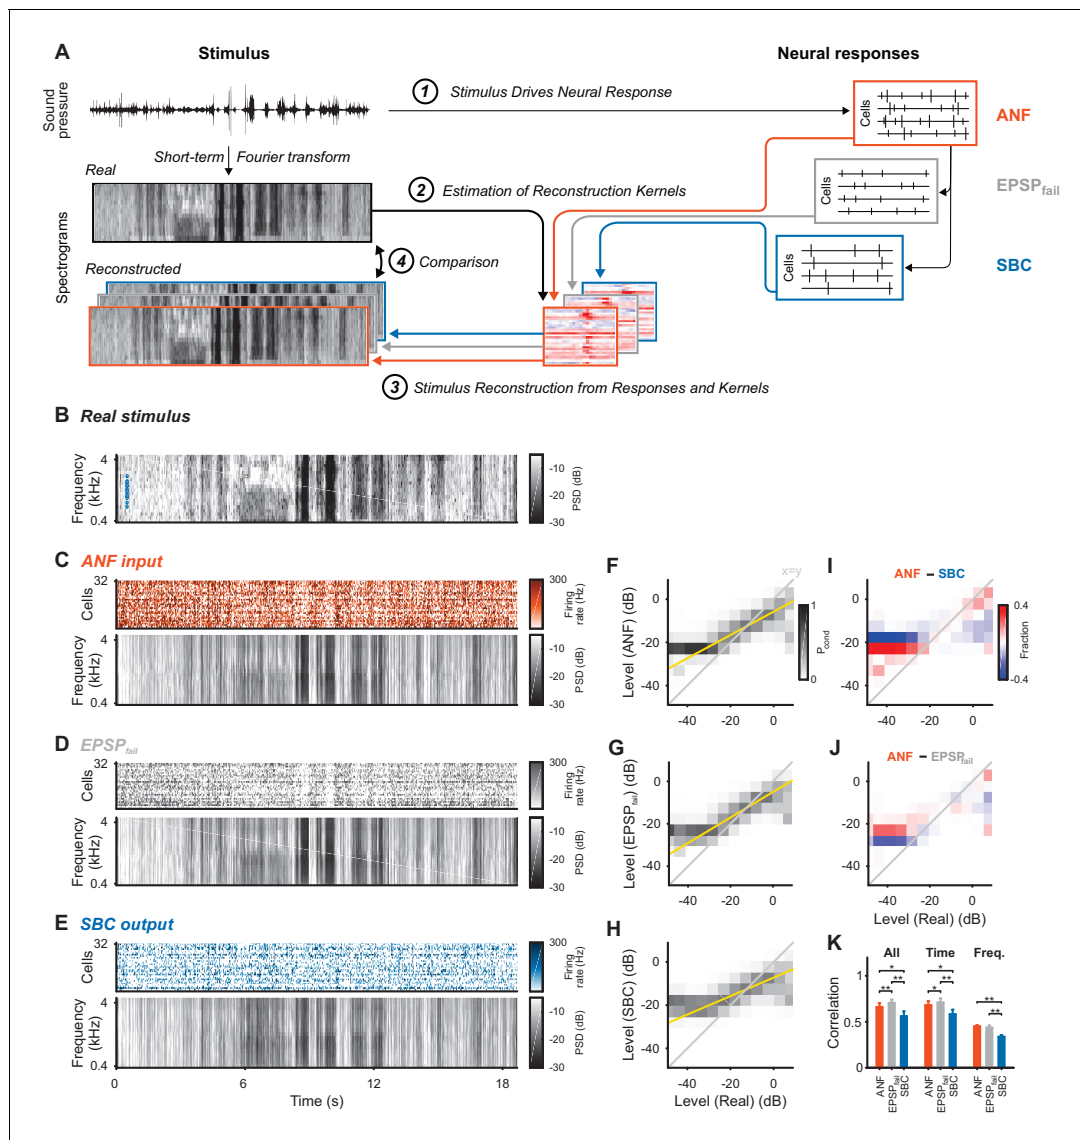 A
Stimulus
Neural responses
Sound
pressure
1 Stimulus Drives Neural Response
Cells
ANF
Short-term Fourier transform
Real
2 Estimation of Reconstruction Kernels
Cells
EPSPfail
Spectrograms
4 Comparison
Reconstructed
Cells
SBC
3 Stimulus Reconstruction from Responses and Kernels
B Real stimulus
Frequency
(kHz)
4
0.4
-10
-20
-30
PSD (dB)
C ANF input
Cells
32
300
Firing
rate (Hz)
Frequency
(kHz)
4
0.4
-10
-20
-30
PSD (dB)
D EPSPfail
Cells
32
300
Firing
rate (Hz)
Frequency
(kHz)
4
0.4
-10
-20
-30
PSD (dB)
E SBC output
Cells
32
300
Firing
rate (Hz)
Frequency
(kHz)
4
0.4
-10
-20
-30
PSD (dB)
0 6 12 18
Time (s)
F
x=y
Level (ANF) (dB)
0
-20
-40
-40 -20 0
1
0
Pcond
G
Level (EPSPfail) (dB)
0
-20
-40
-40 -20 0
H
Level (SBC) (dB)
0
-20
-40
-40 -20 0
Level (Real) (dB)
I
ANF – SBC
0
-20
-40
-40 -20 0
0.4
-0.4
Fraction
J
ANF – EPSPfail
0
-20
-40
-40 -20 0
Level (Real) (dB)
K
All Time Freq.
Correlation
1
0.5
0
* ** **
* * **
** **
ANF
EPSPfail
SBC
ANF
EPSPfail
SBC
ANF
EPSPfail
SBC